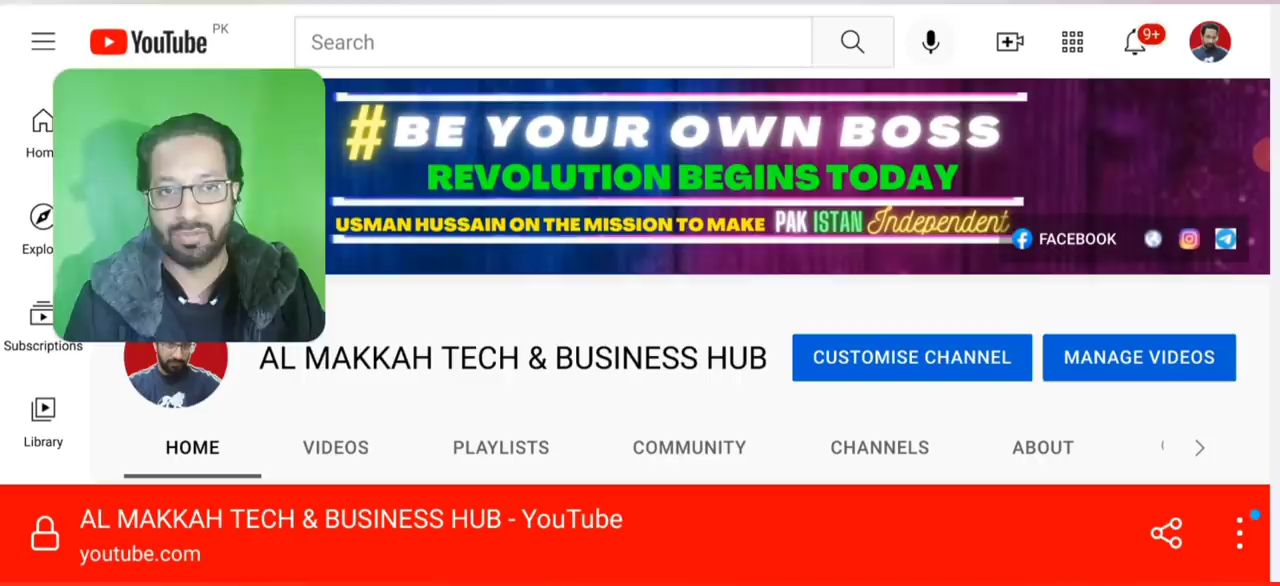 YouTube PK
Search
9+
Hom
Explo
Subscriptions
Library
#BE YOUR OWN BOSS
REVOLUTION BEGINS TODAY
USMAN HUSSAIN ON THE MISSION TO MAKE PAKISTAN Independent
FACEBOOK
AL MAKKAH TECH & BUSINESS HUB
CUSTOMISE CHANNEL
MANAGE VIDEOS
HOME VIDEOS PLAYLISTS COMMUNITY CHANNELS ABOUT
AL MAKKAH TECH & BUSINESS HUB - YouTube
youtube.com